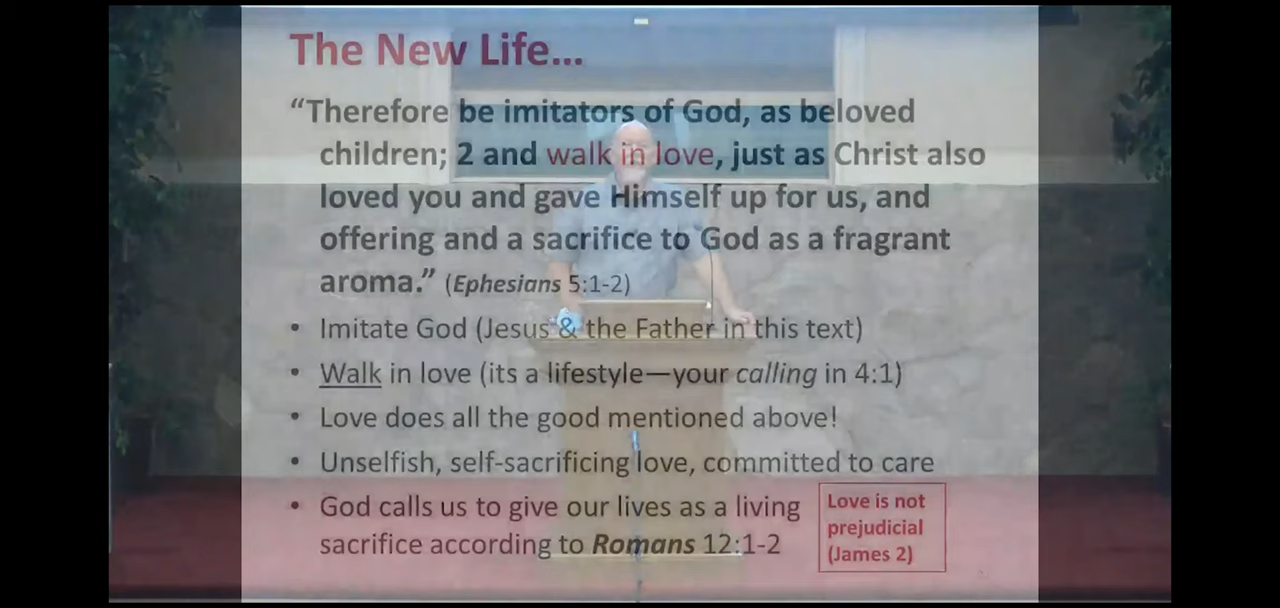 The New Life...
“Therefore be imitators of God, as beloved
children; 2 and walk in love, just as Christ also
loved you and gave Himself up for us, and
offering and a sacrifice to God as a fragrant
aroma.” (Ephesians 5:1-2)
• Imitate God (Jesus & the Father in this text)
• Walk in love (its a lifestyle—your calling in 4:1)
• Love does all the good mentioned above!
• Unselfish, self-sacrificing love, committed to care
• God calls us to give our lives as a living
sacrifice according to Romans 12:1-2
Love is not
prejudicial
(James 2)